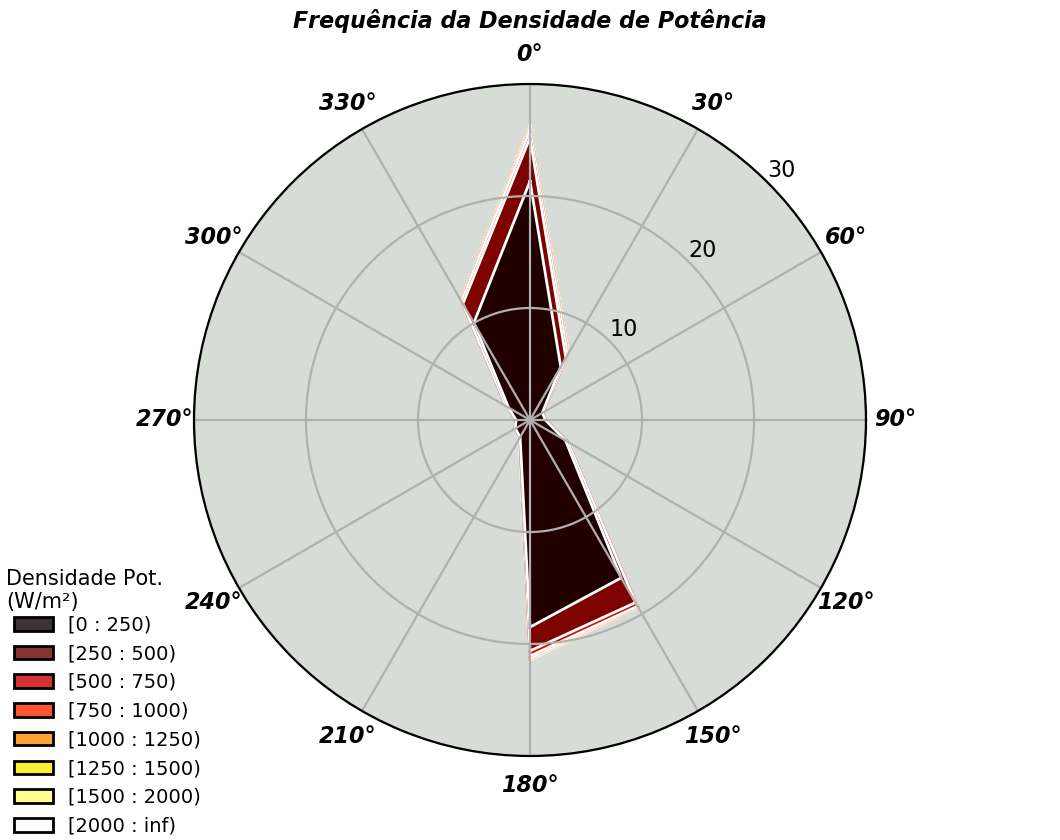 Frequência da Densidade de Potência
0°
330°
30°
30
300°
60°
20
10
270°
90°
240°
120°
210°
150°
180°
Densidade Pot.
(W/m²)
[0 : 250)
[250 : 500)
[500 : 750)
[750 : 1000)
[1000 : 1250)
[1250 : 1500)
[1500 : 2000)
[2000 : inf)